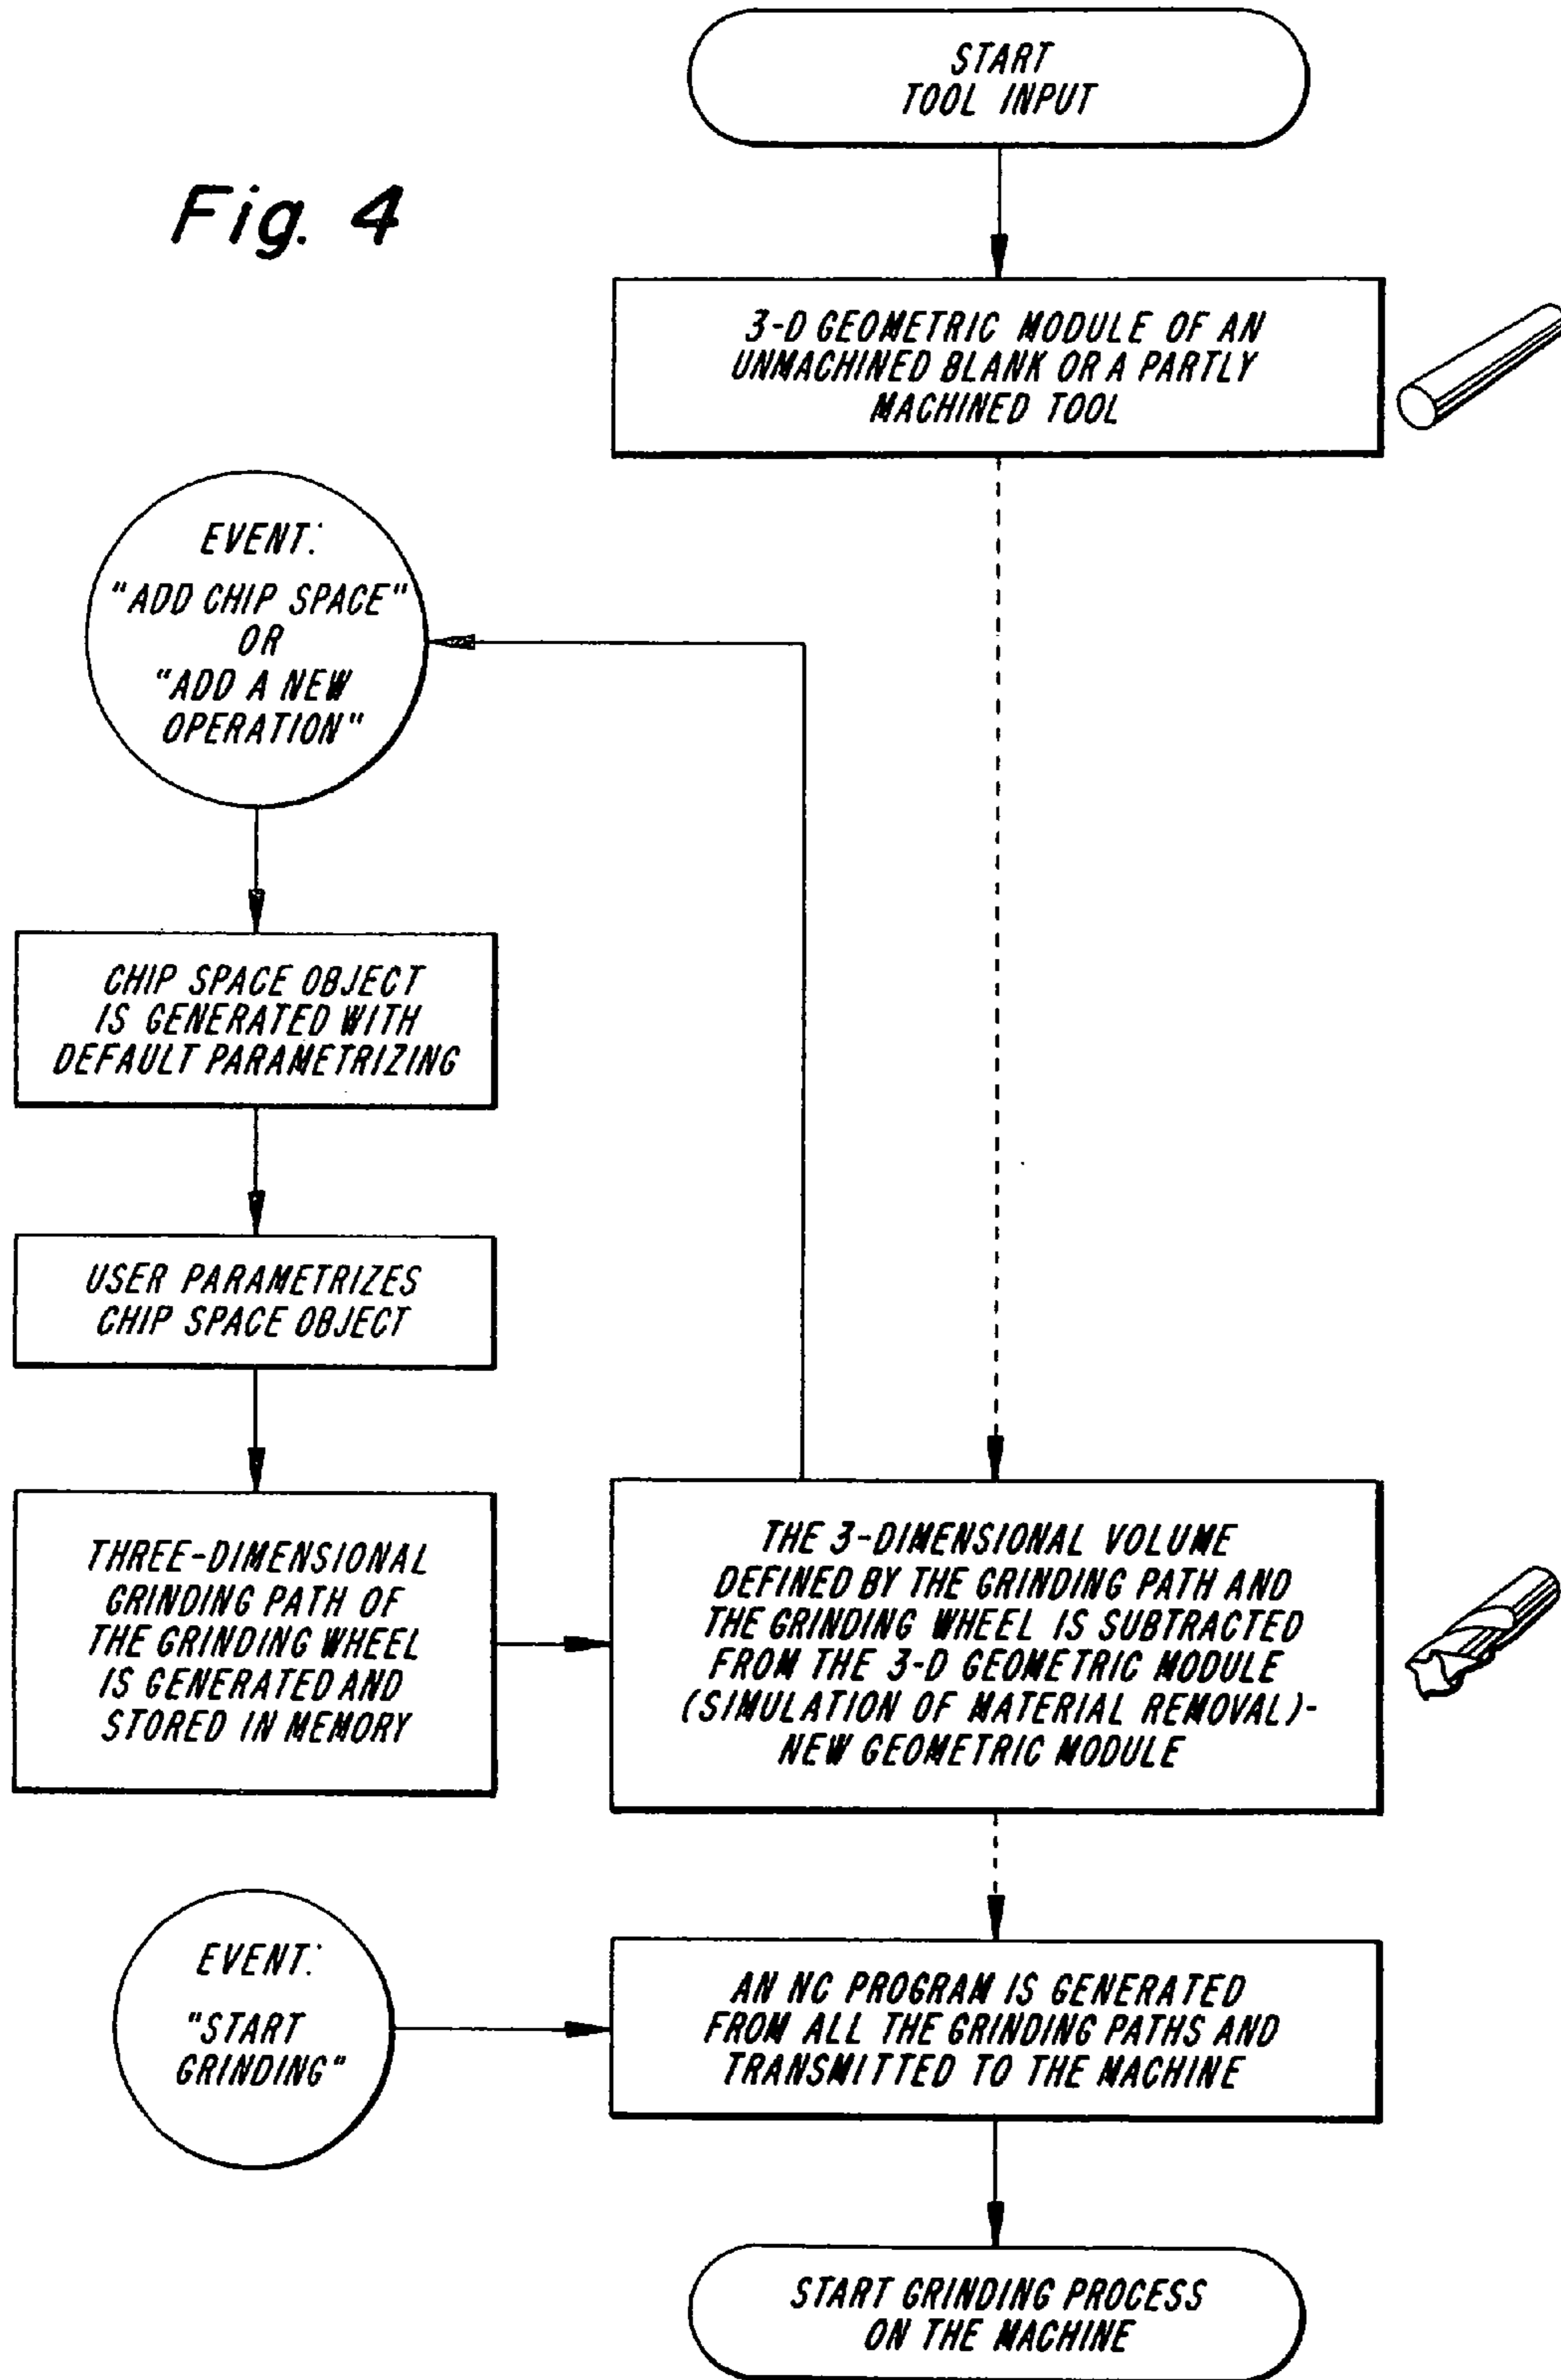 START
TOOL INPUT
Fig. 4
3-D GEOMETRIC MODULE OF AN
UNMACHINED BLANK OR A PARTLY
MACHINED TOOL
EVENT:
"ADD CHIP SPACE"
OR
"ADD A NEW
OPERATION"
CHIP SPACE OBJECT
IS GENERATED WITH
DEFAULT PARAMETRIZING
USER PARAMETRIZES
CHIP SPACE OBJECT
THREE-DIMENSIONAL
GRINDING PATH OF
THE GRINDING WHEEL
IS GENERATED AND
STORED IN MEMORY
THE 3-DIMENSIONAL VOLUME
DEFINED BY THE GRINDING PATH AND
THE GRINDING WHEEL IS SUBTRACTED
FROM THE 3-D GEOMETRIC MODULE
(SIMULATION OF MATERIAL REMOVAL)-
NEW GEOMETRIC MODULE
EVENT:
"START
GRINDING"
AN NC PROGRAM IS GENERATED
FROM ALL THE GRINDING PATHS AND
TRANSMITTED TO THE MACHINE
START GRINDING PROCESS
ON THE MACHINE